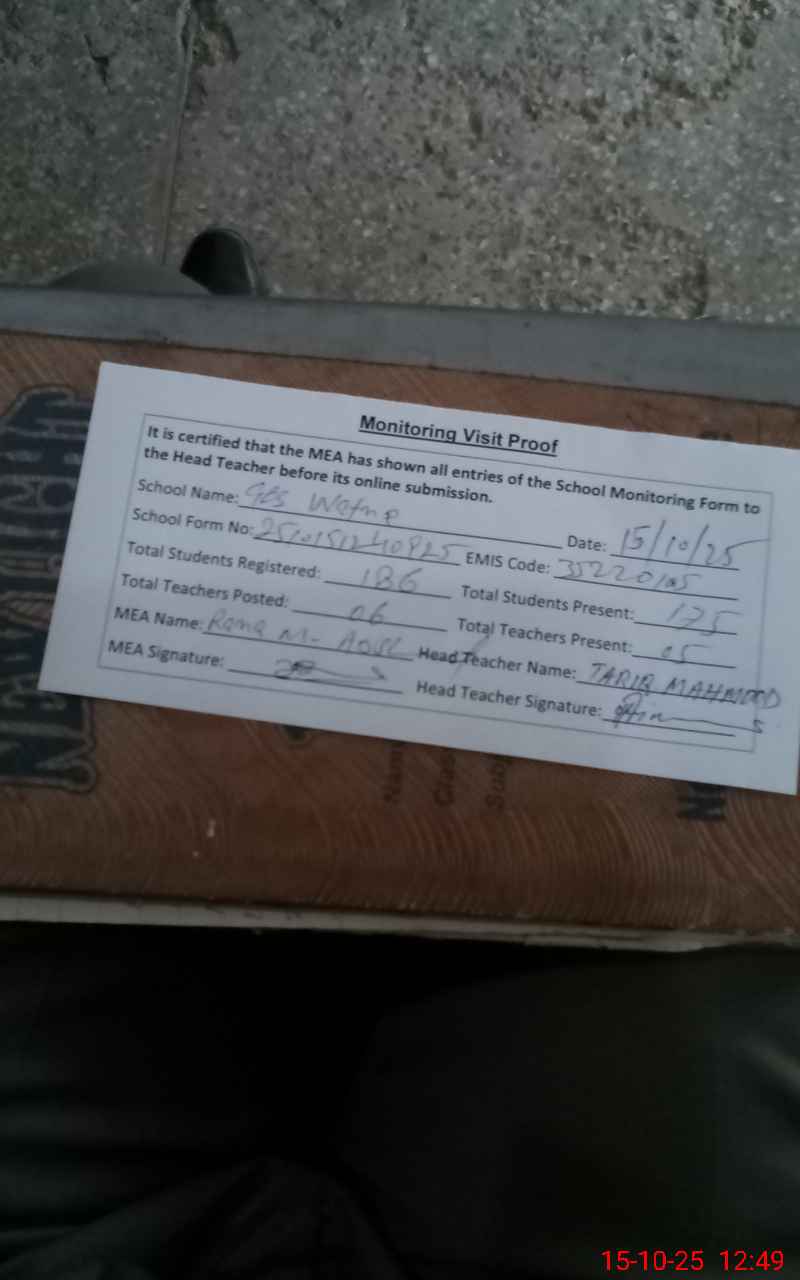 Monitoring Visit Proof
It is certified that the MEA has shown all entries of the School Monitoring Form to
the Head Teacher before its online submission.
School Name: GES Date: 15/10/25
School Form No: EMIS Code: 35220105
Total Students Registered: 186 Total Students Present: 175
Total Teachers Posted: 06 Total Teachers Present: 05
MEA Name: Rana M- Head Teacher Name: TARIQ MAHMOOD
MEA Signature: Head Teacher Signature:
15-10-25 12:49